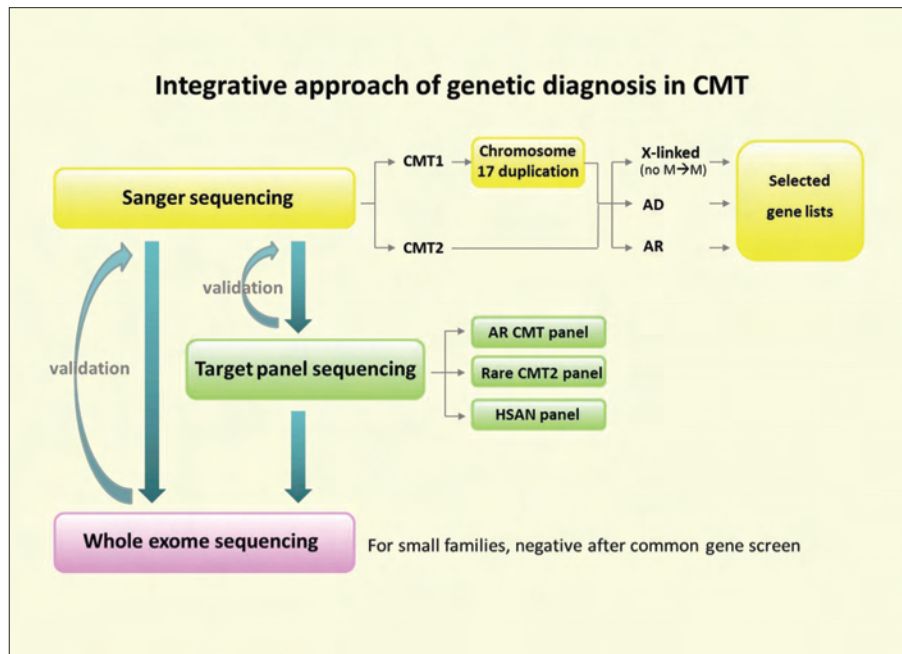 Integrative approach of genetic diagnosis in CMT
Sanger sequencing
CMT1
CMT2
Chromosome
17 duplication
X-linked
(no M→M)
AD
AR
Selected
gene lists
validation
validation
Target panel sequencing
AR CMT panel
Rare CMT2 panel
HSAN panel
Whole exome sequencing
For small families, negative after common gene screen